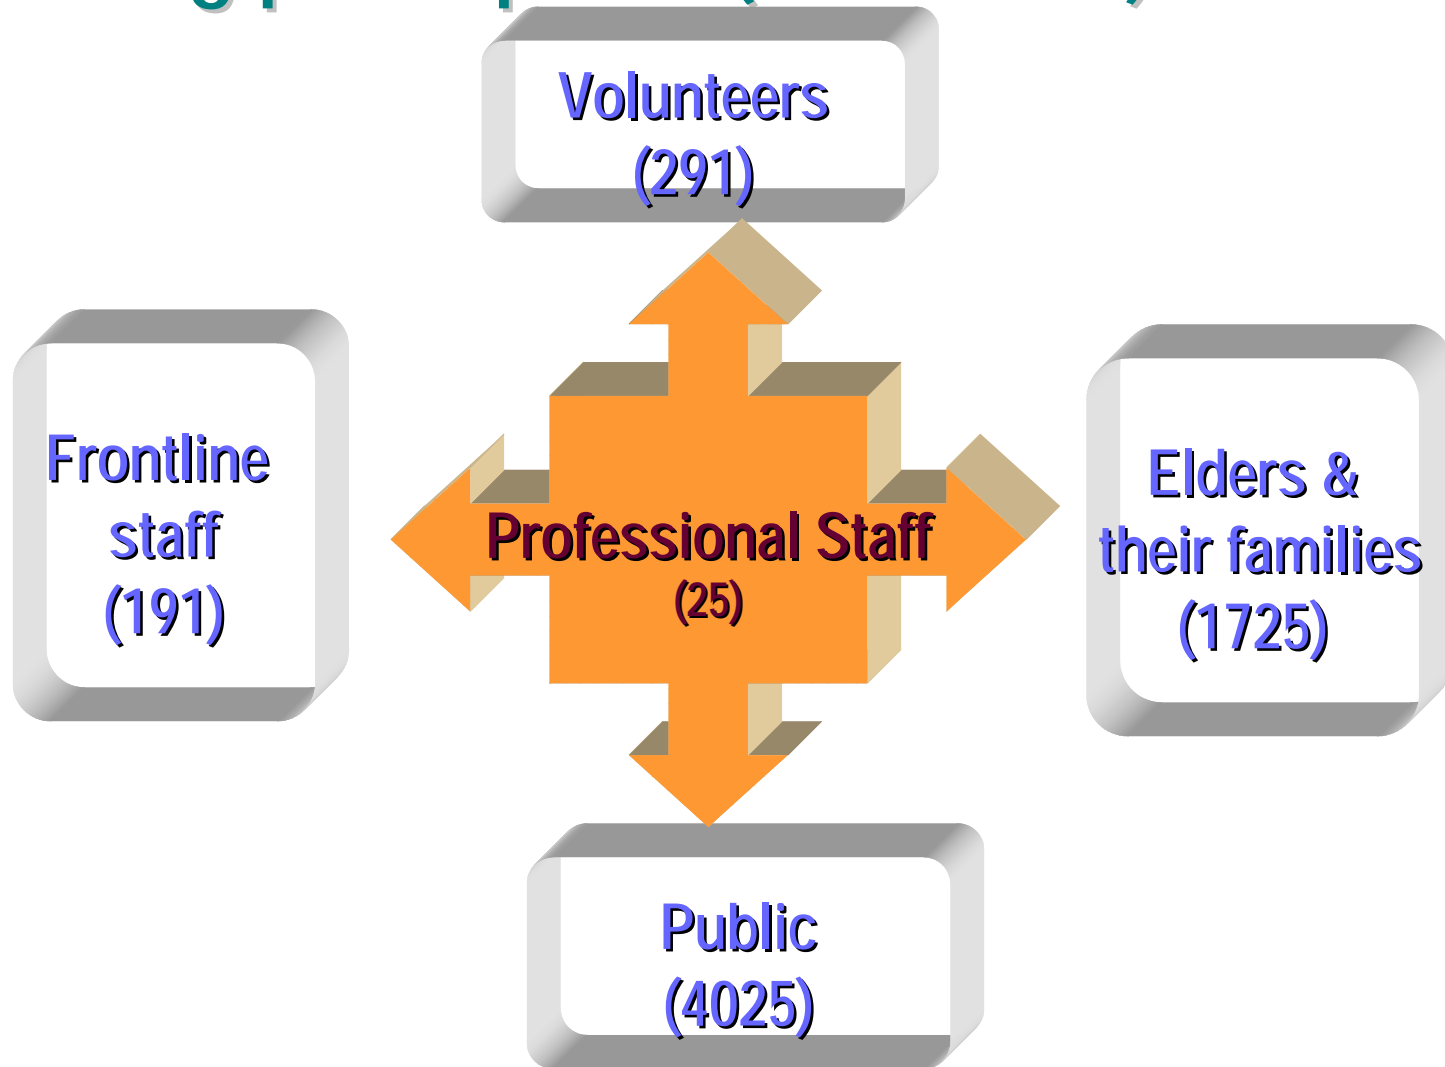 Volunteers
(291)
Frontline
staff
(191)
Professional Staff
(25)
Elders &
their families
(1725)
Public
(4025)